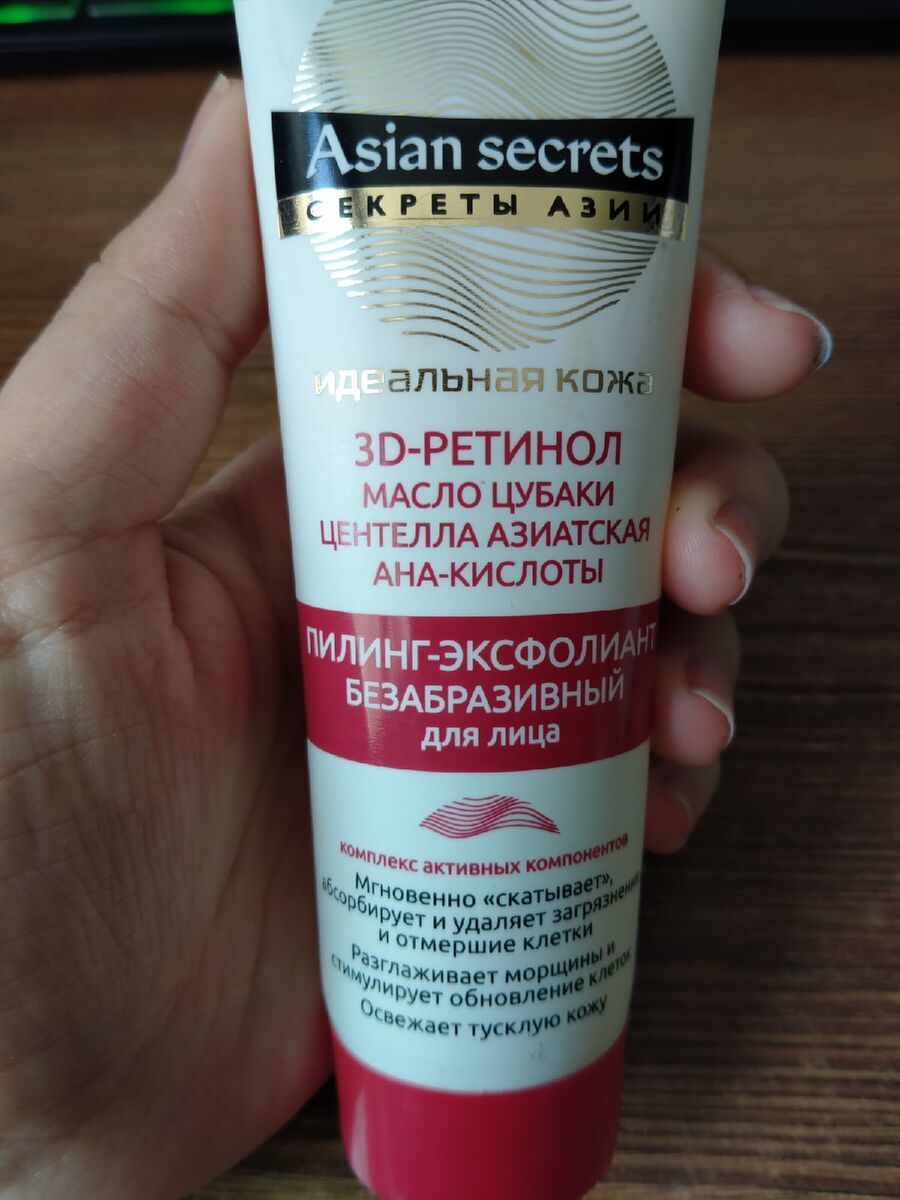 Asian secrets
СЕКРЕТЫ АЗИИ
идеальная кожа
3D-РЕТИНОЛ
МАСЛО ЦУБАКИ
ЦЕНТЕЛЛА АЗИАТСКАЯ
АНА-КИСЛОТЫ
ПИЛИНГ-ЭКСФОЛИАНТ
БЕЗАБРАЗИВНЫЙ
для лица
комплекс активных компонентов
Мгновенно «скатывает»,
абсорбирует и удаляет загрязнения
и отмершие клетки
Разглаживает морщины и
стимулирует обновление клеток
Освежает тусклую кожу